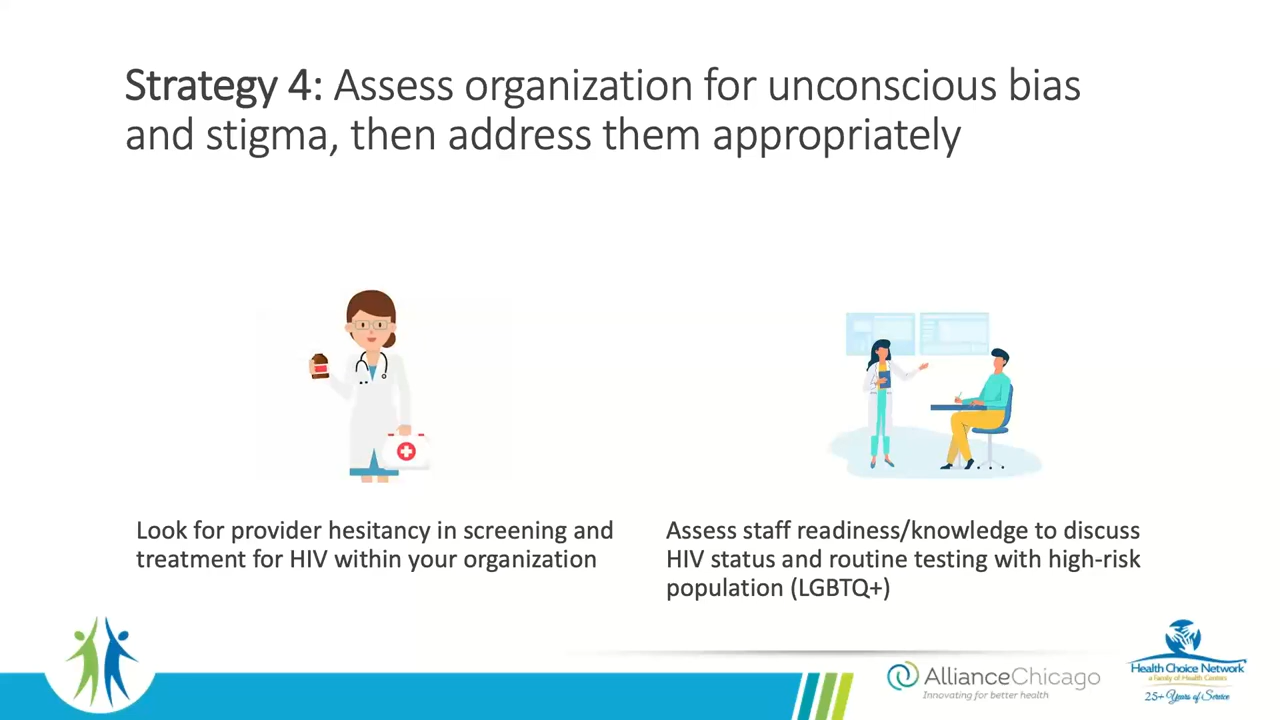 Strategy 4: Assess organization for unconscious bias
and stigma, then address them appropriately
Look for provider hesitancy in screening and
treatment for HIV within your organization
Assess staff readiness/knowledge to discuss
HIV status and routine testing with high-risk
population (LGBTQ+)
AllianceChicago
Innovating for better health
Health Choice Network
a Family of Health Centers
25+ Years of Service